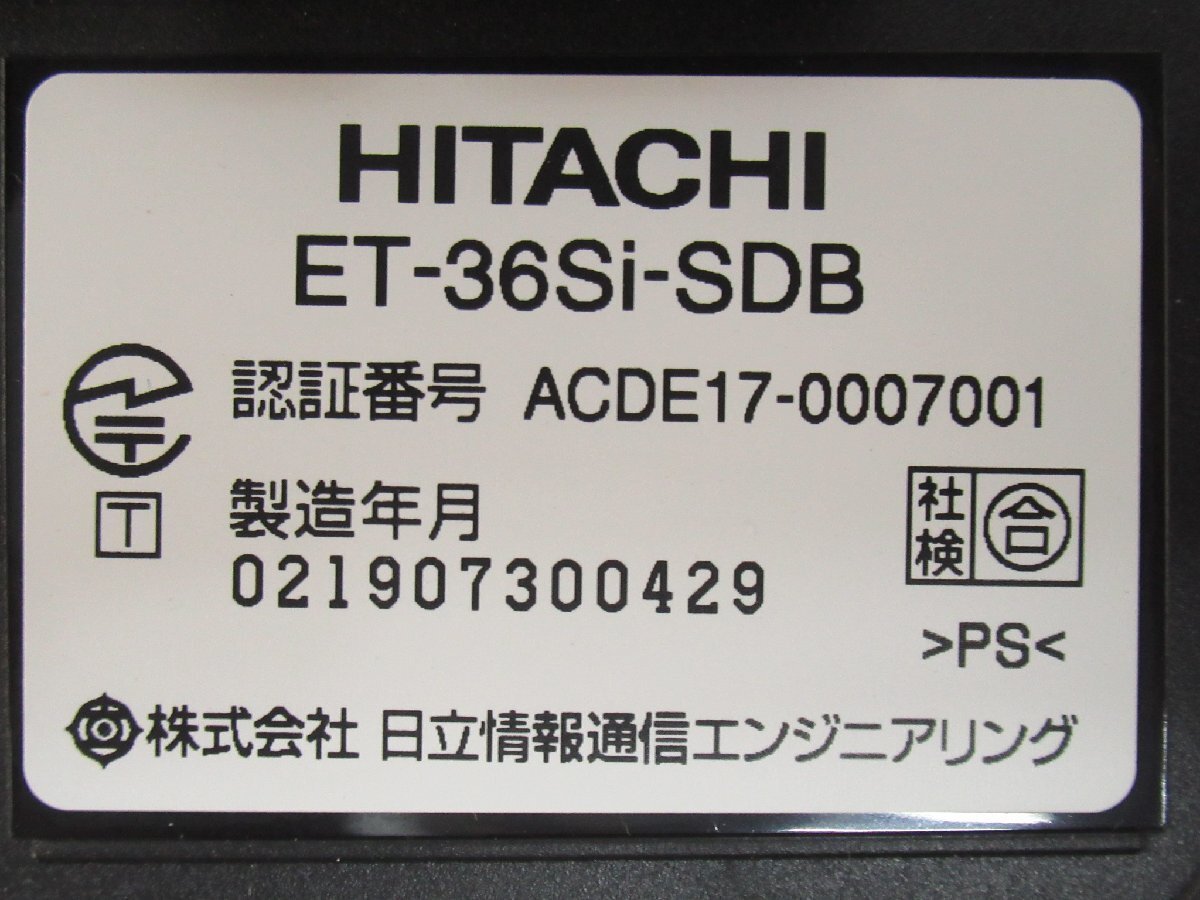 HITACHI
ET-36Si-SDB
認証番号 ACDE17-0007001
T
製造年月
021907300429
社検 合
>PS<
株式会社 日立情報通信エンジニアリング